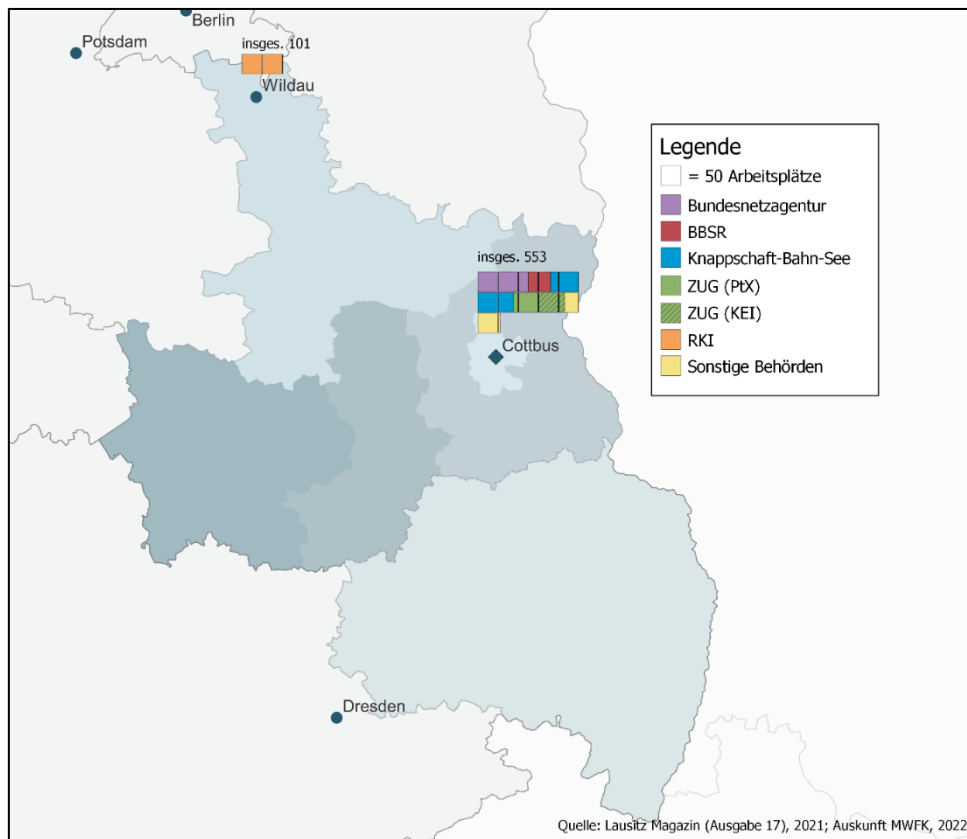 Berlin
Potsdam
insges. 101
Wildau
Legende
= 50 Arbeitsplätze
Bundesnetzagentur
BBSR
Knappschaft-Bahn-See
ZUG (PtX)
ZUG (KEI)
RKI
Sonstige Behörden
insges. 553
Cottbus
Dresden
Quelle: Lausitz Magazin (Ausgabe 17), 2021; Auskunft MWFK, 2022